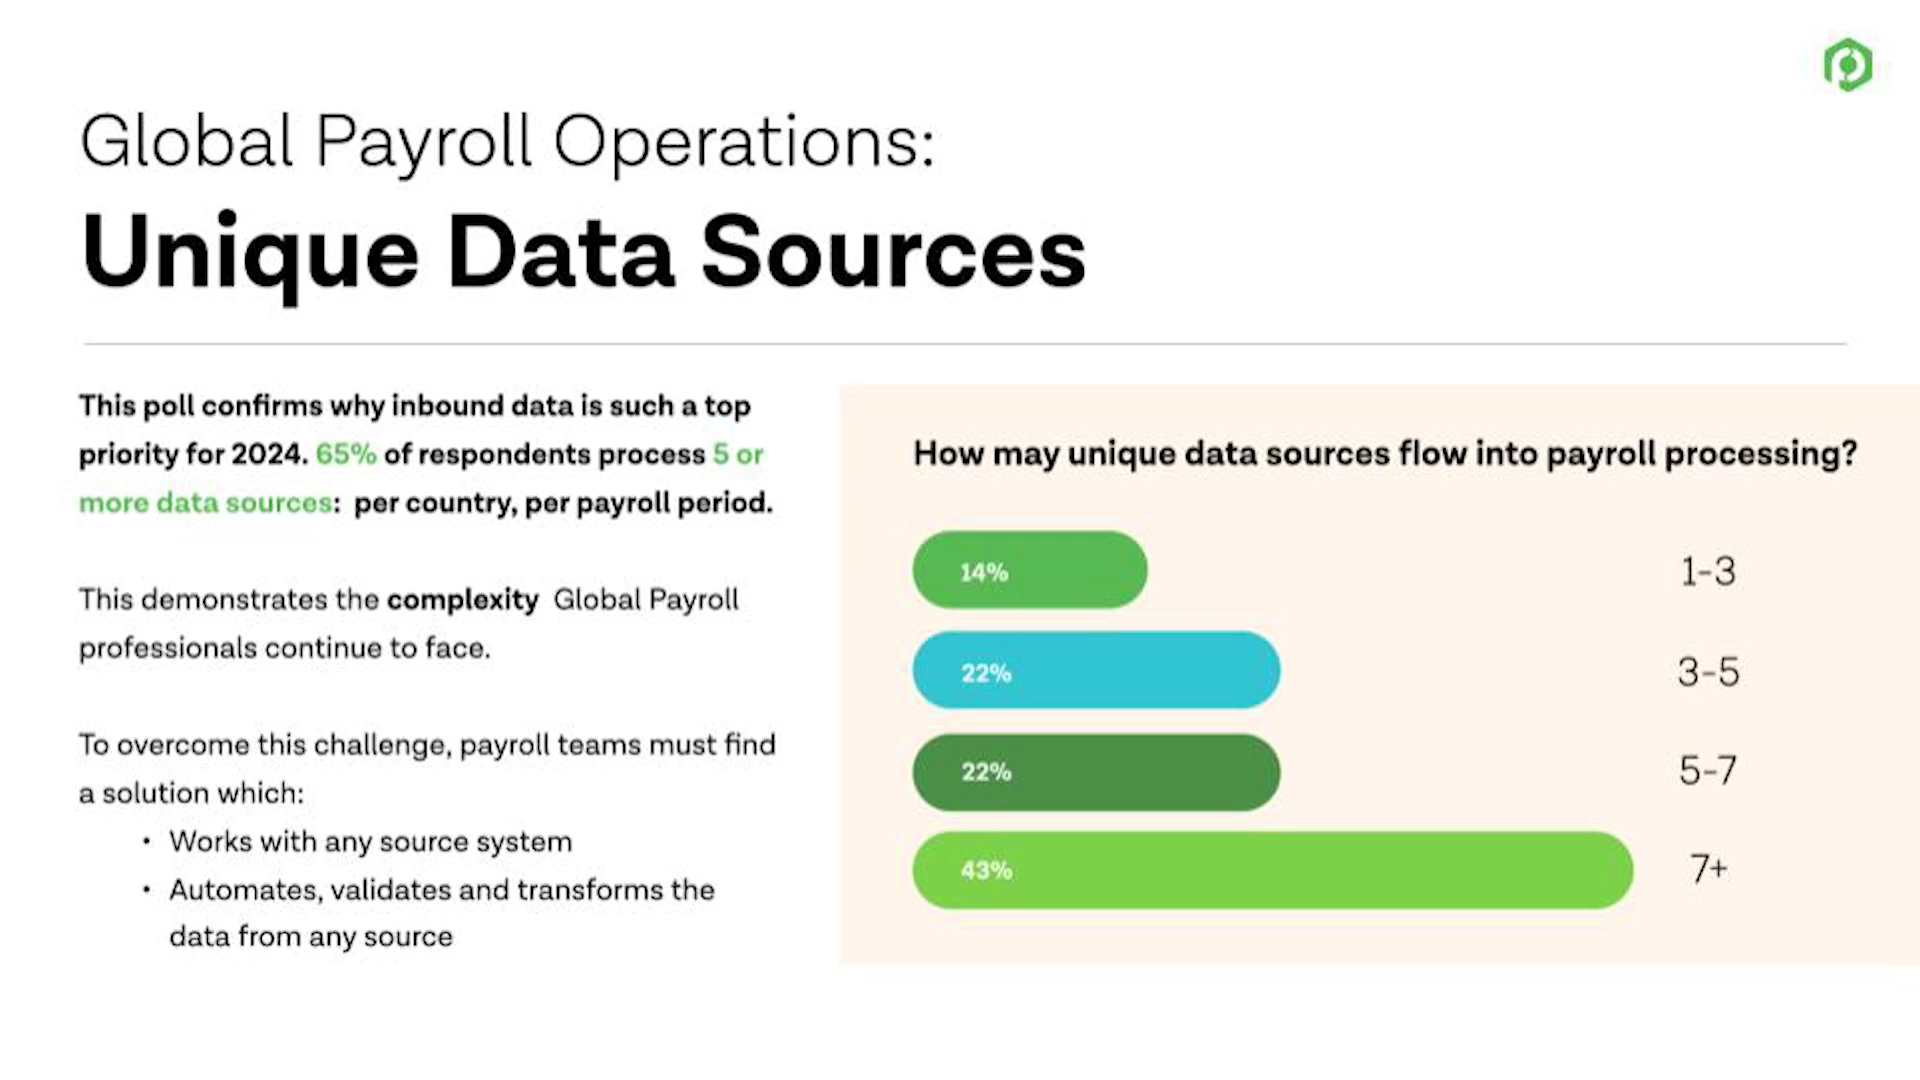 Global Payroll Operations:
Unique Data Sources
This poll confirms why inbound data is such a top
priority for 2024. 65% of respondents process 5 or
more data sources: per country, per payroll period.
This demonstrates the complexity Global Payroll
professionals continue to face.
To overcome this challenge, payroll teams must find
a solution which:
• Works with any source system
• Automates, validates and transforms the
data from any source
How may unique data sources flow into payroll processing?
14% 1-3
22% 3-5
22% 5-7
43% 7+